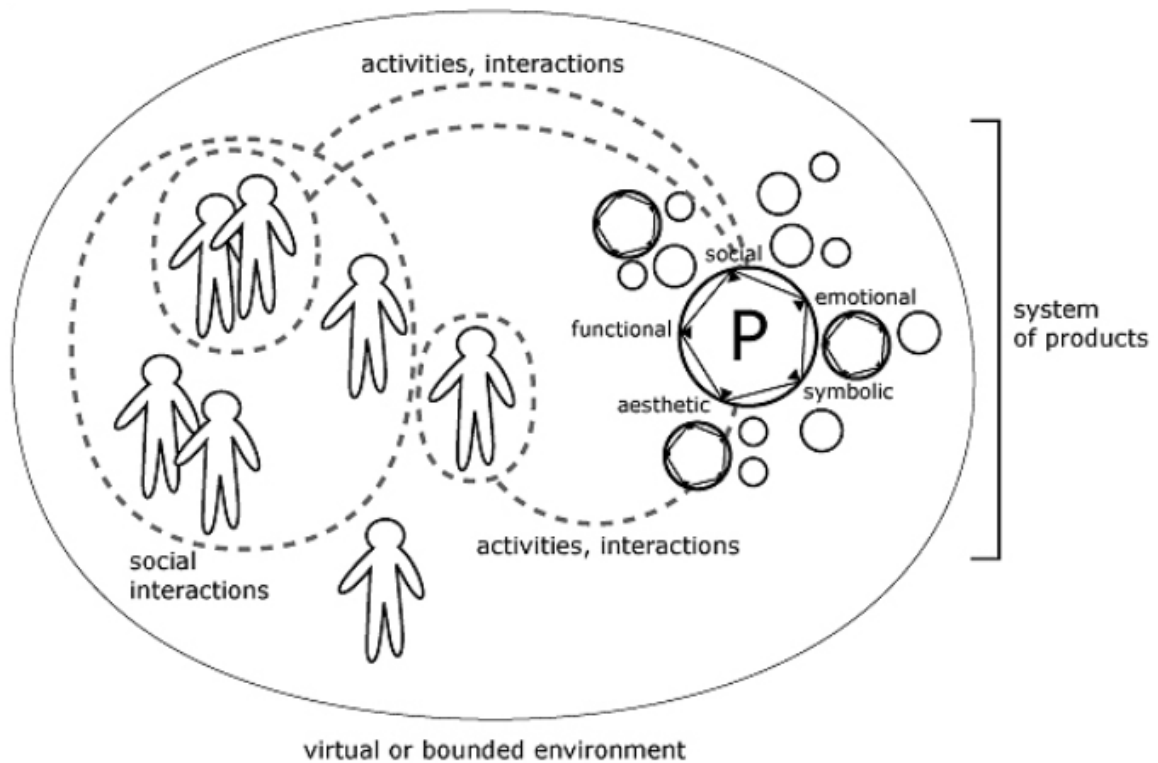 activities, interactions
social
emotional
functional
P
system
of products
symbolic
aesthetic
activities, interactions
social
interactions
virtual or bounded environment